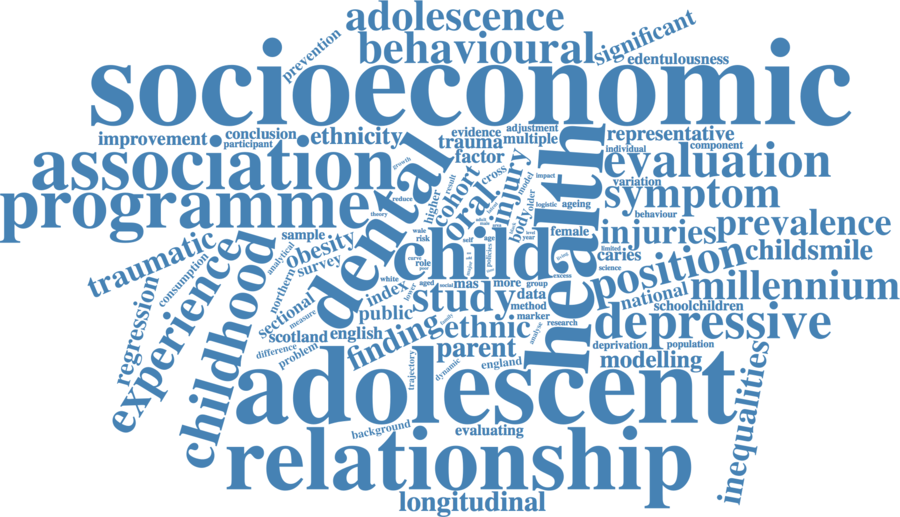 adolescence
prevention
behavioural
significant
edentulousness
socioeconomic
improvement
conclusion
participant
ethnicity
evidence
adjustment
trauma
multiple
representative
individual
component
association
factor
growth
evaluation
variation
programme
reduce
theory
higher
cohort
result
cross
oral
injury
model
impact
body
older
logistic
ageing
symptom
behaviour
dental
health
child
traumatic
experience
childhood
consumption
analytical
northern
sample
obesity
survey
wale
risk
self
age
policies
year
female
injuries
prevalence
limited
caries
science
childsmile
curve
role
poor
white
aged
social
mas
more
group
excess
position
millennium
regression
sectional
measure
index
public
lower
study
data
method
marker
research
analyse
national
schoolchildren
depressive
scotland
english
difference
problem
finding
ethnic
parent
england
family
trajectory
dynamic
deprivation
population
modelling
inequalities
adolescent
background
evaluating
relationship
longitudinal